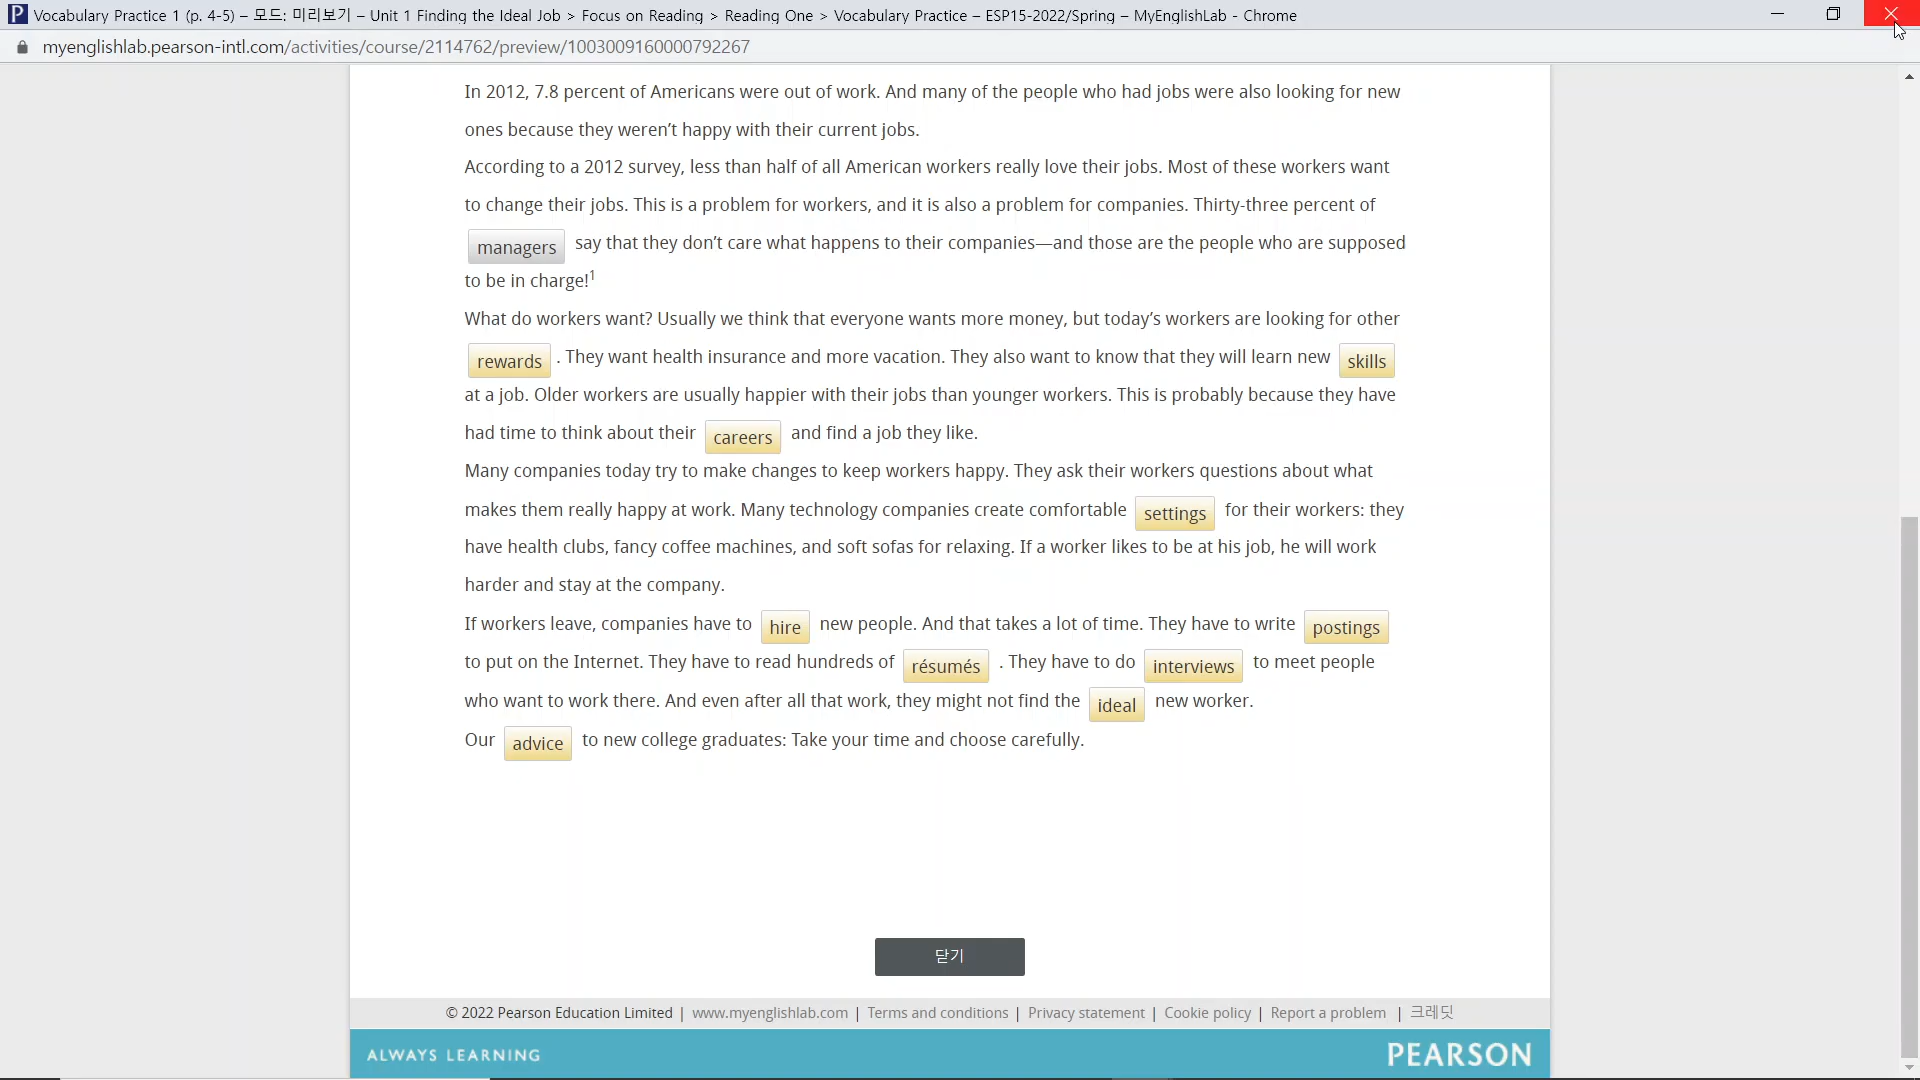 Vocabulary Practice 1 (p. 4-5) – 모드: 미리보기 – Unit 1 Finding the Ideal Job > Focus on Reading > Reading One > Vocabulary Practice – ESP15-2022/Spring – MyEnglishLab - Chrome
myenglishlab.pearson-intl.com/activities/course/2114762/preview/1003009160000792267
In 2012, 7.8 percent of Americans were out of work. And many of the people who had jobs were also looking for new
ones because they weren’t happy with their current jobs.
According to a 2012 survey, less than half of all American workers really love their jobs. Most of these workers want
to change their jobs. This is a problem for workers, and it is also a problem for companies. Thirty-three percent of
managers say that they don’t care what happens to their companies—and those are the people who are supposed
to be in charge!1
What do workers want? Usually we think that everyone wants more money, but today’s workers are looking for other
rewards . They want health insurance and more vacation. They also want to know that they will learn new skills
at a job. Older workers are usually happier with their jobs than younger workers. This is probably because they have
had time to think about their careers and find a job they like.
Many companies today try to make changes to keep workers happy. They ask their workers questions about what
makes them really happy at work. Many technology companies create comfortable settings for their workers: they
have health clubs, fancy coffee machines, and soft sofas for relaxing. If a worker likes to be at his job, he will work
harder and stay at the company.
If workers leave, companies have to hire new people. And that takes a lot of time. They have to write postings
to put on the Internet. They have to read hundreds of résumés . They have to do interviews to meet people
who want to work there. And even after all that work, they might not find the ideal new worker.
Our advice to new college graduates: Take your time and choose carefully.
닫기
© 2022 Pearson Education Limited | www.myenglishlab.com | Terms and conditions | Privacy statement | Cookie policy | Report a problem | 크레딧
ALWAYS LEARNING PEARSON